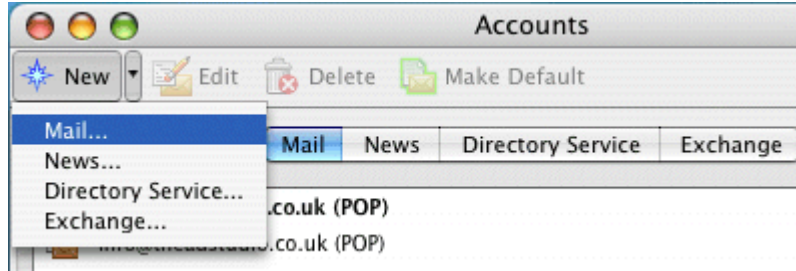 Accounts
New Edit Delete Make Default
Mail...
Mail News Directory Service Exchange
News...
Directory Service...
.co.uk (POP)
Exchange...
.co.uk (POP)